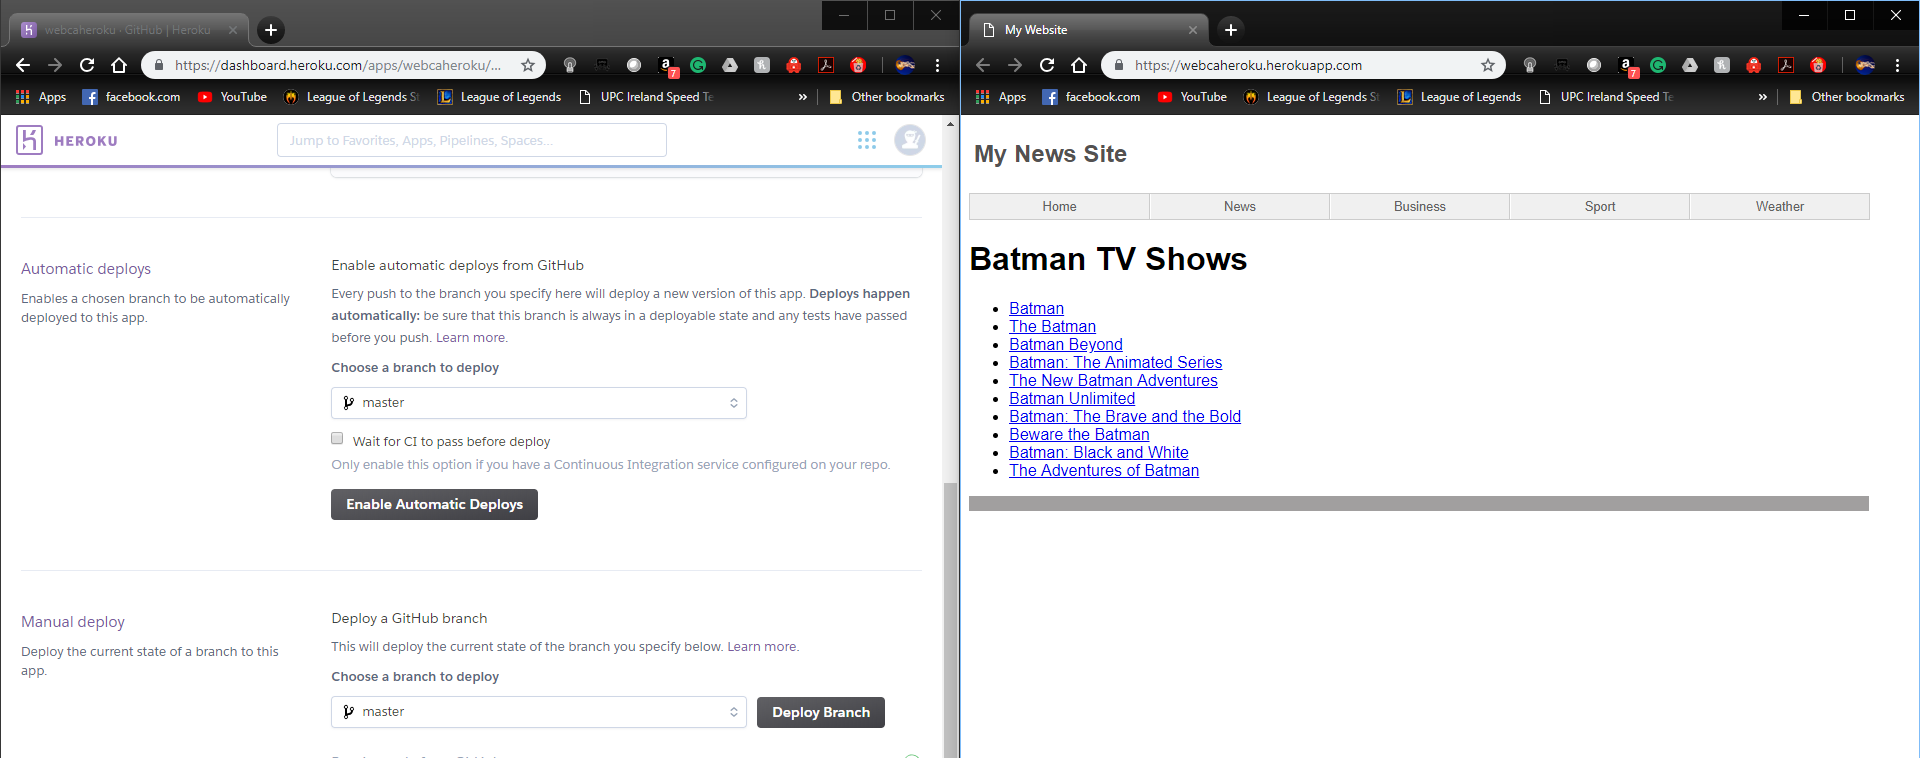 webcaheroku · GitHub | Heroku
https://dashboard.heroku.com/apps/webcaheroku/...
7
Apps
facebook.com
YouTube
League of Legends St
League of Legends
UPC Ireland Speed Te
»
Other bookmarks
HEROKU
Jump to Favorites, Apps, Pipelines, Spaces...
Automatic deploys
Enables a chosen branch to be automatically
deployed to this app.
Enable automatic deploys from GitHub
Every push to the branch you specify here will deploy a new version of this app. Deploys happen
automatically: be sure that this branch is always in a deployable state and any tests have passed
before you push. Learn more.
Choose a branch to deploy
master
Wait for CI to pass before deploy
Only enable this option if you have a Continuous Integration service configured on your repo.
Enable Automatic Deploys
Manual deploy
Deploy the current state of a branch to this
app.
Deploy a GitHub branch
This will deploy the current state of the branch you specify below. Learn more.
Choose a branch to deploy
master
Deploy Branch
My Website
https://webcaheroku.herokuapp.com
7
Apps
facebook.com
YouTube
League of Legends St
League of Legends
UPC Ireland Speed Te
»
Other bookmarks
My News Site
Home
News
Business
Sport
Weather
Batman TV Shows
Batman
The Batman
Batman Beyond
Batman: The Animated Series
The New Batman Adventures
Batman Unlimited
Batman: The Brave and the Bold
Beware the Batman
Batman: Black and White
The Adventures of Batman